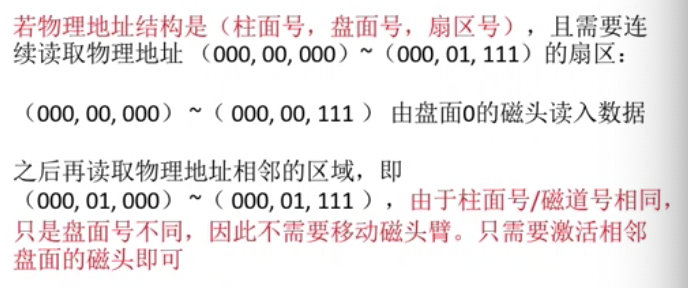 若物理地址结构是（柱面号，盘面号，扇区号），且需要连
续读取物理地址 （000, 00, 000）~（000, 01, 111）的扇区：
（000, 00, 000） ~（ 000, 00, 111 ） 由盘面0的磁头读入数据
之后再读取物理地址相邻的区域，即
（000, 01, 000） ~（ 000, 01, 111 ），由于柱面号/磁道号相同，
只是盘面号不同，因此不需要移动磁头臂。只需要激活相邻
盘面的磁头即可